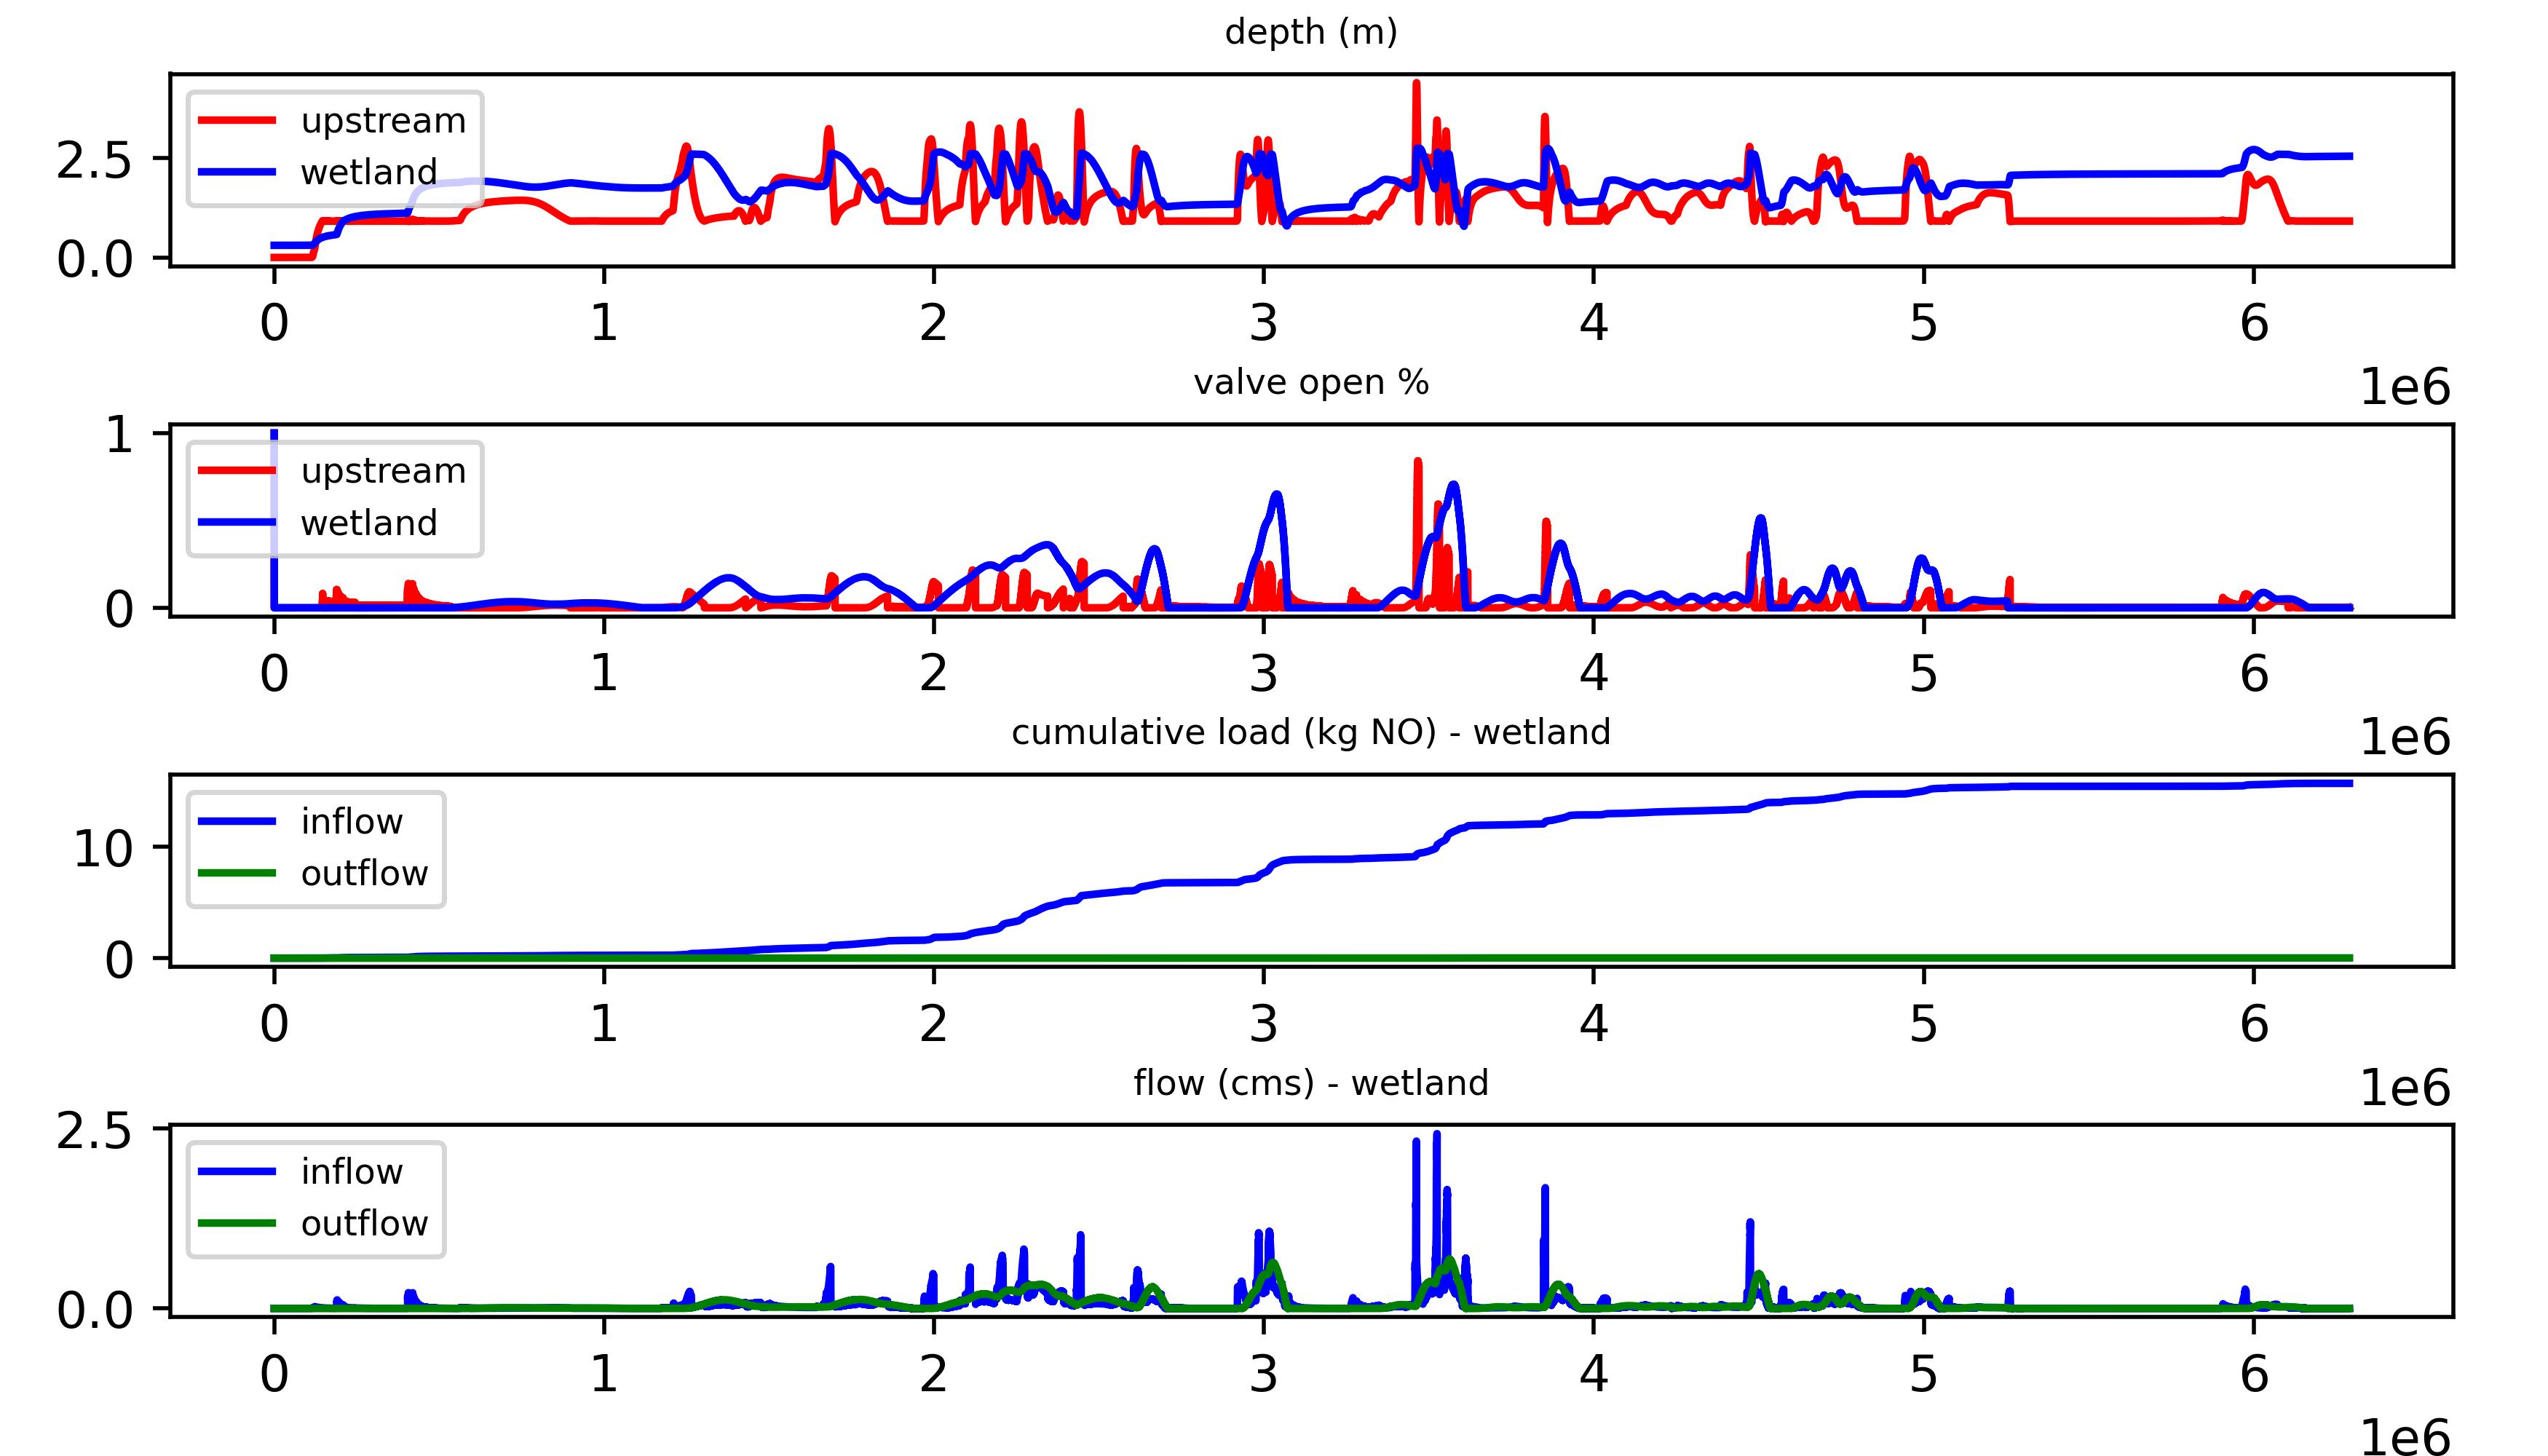 depth (m)
upstream
wetland
2.5
0.0
0 1 2 3 4 5 6
1e6
valve open %
upstream
wetland
1
0
0 1 2 3 4 5 6
1e6
cumulative load (kg NO) - wetland
inflow
outflow
10
0
0 1 2 3 4 5 6
1e6
flow (cms) - wetland
inflow
outflow
2.5
0.0
0 1 2 3 4 5 6
1e6